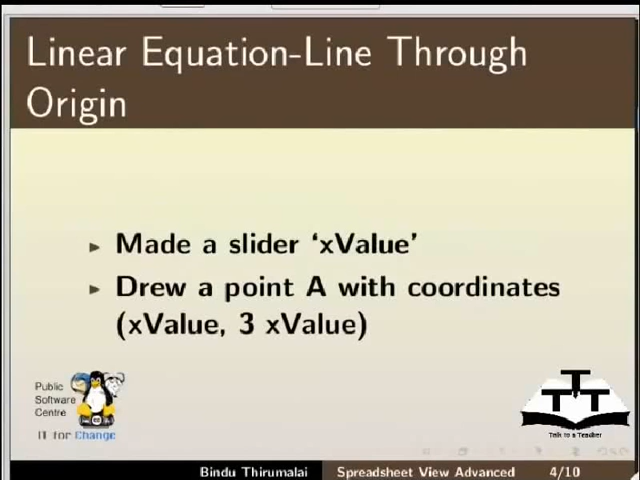 Linear Equation-Line Through
Origin
Made a slider ‘xValue’
Drew a point A with coordinates
(xValue, 3 xValue)
Public
Software
Centre
IT for Change
TTT
Talk to a Teacher
Bindu Thirumalai
Spreadsheet View Advanced
4/10